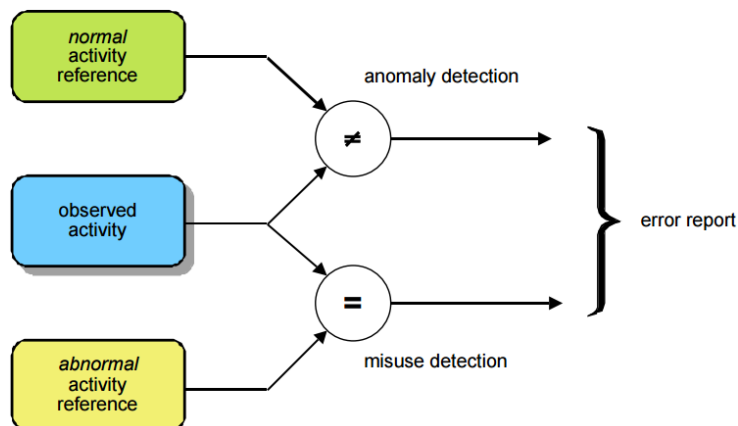 normal
activity
reference
anomaly detection
≠
observed
activity
error report
=
abnormal
activity
reference
misuse detection